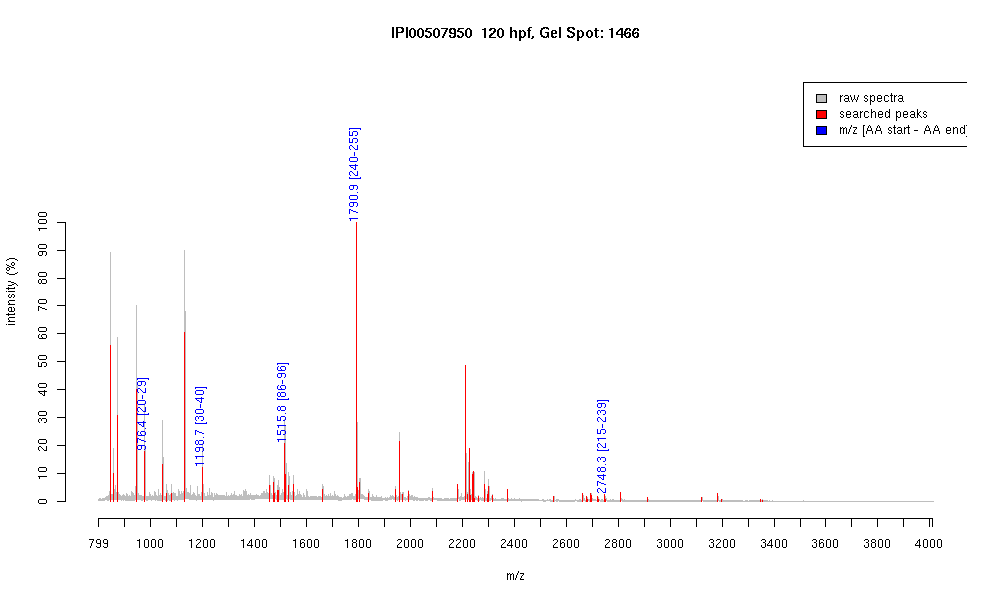 IPI00507950 120 hpf, Gel Spot: 1466
raw spectra
searched peaks
m/z [AA start - AA end]
intensity (%)
0 10 20 30 40 50 60 70 80 90 100
976.4 [20-29]
1198.7 [30-40]
1515.8 [86-96]
1790.9 [240-255]
2748.3 [215-239]
799 1000 1200 1400 1600 1800 2000 2200 2400 2600 2800 3000 3200 3400 3600 3800 4000
m/z